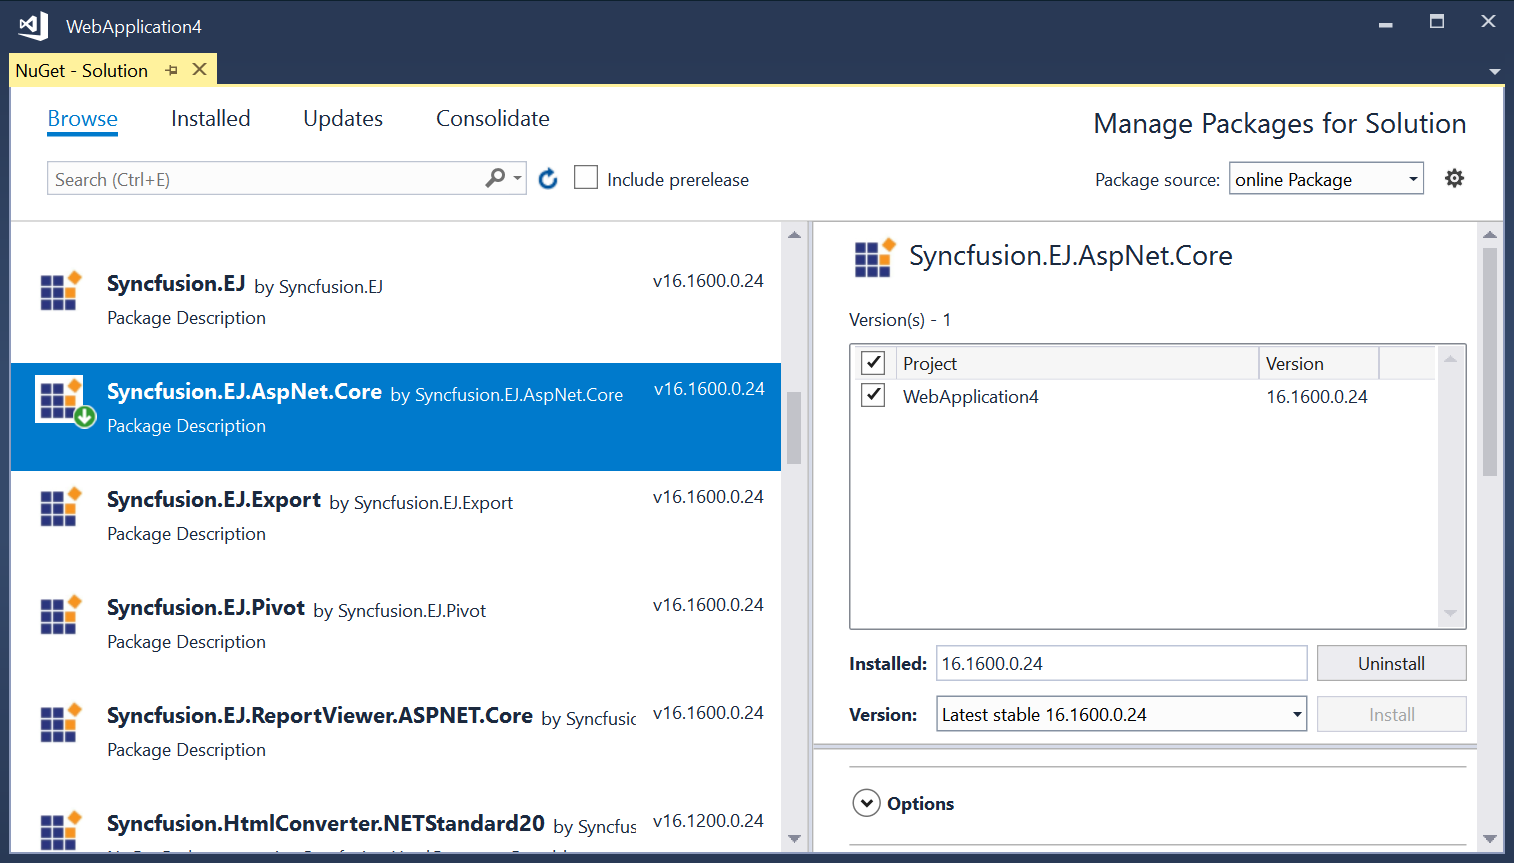 WebApplication4
NuGet - Solution
Browse Installed Updates Consolidate
Manage Packages for Solution
Search (Ctrl+E)
Include prerelease
Package source: online Package
Syncfusion.EJ by Syncfusion.EJ v16.1600.0.24
Package Description
Syncfusion.EJ.AspNet.Core by Syncfusion.EJ.AspNet.Core v16.1600.0.24
Package Description
Syncfusion.EJ.Export by Syncfusion.EJ.Export v16.1600.0.24
Package Description
Syncfusion.EJ.Pivot by Syncfusion.EJ.Pivot v16.1600.0.24
Package Description
Syncfusion.EJ.ReportViewer.ASPNET.Core by Syncfusic v16.1600.0.24
Package Description
Syncfusion.HtmlConverter.NETStandard20 by Syncfus v16.1200.0.24
Syncfusion.EJ.AspNet.Core
Version(s) - 1
Project Version
WebApplication4 16.1600.0.24
Installed: 16.1600.0.24 Uninstall
Version: Latest stable 16.1600.0.24 Install
Options